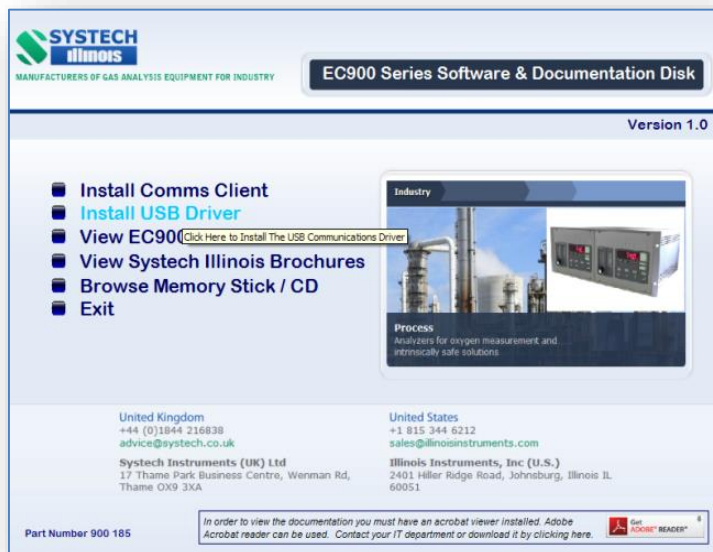 SYSTECH
Illinois
MANUFACTURERS OF GAS ANALYSIS EQUIPMENT FOR INDUSTRY
EC900 Series Software & Documentation Disk
Version 1.0
Install Comms Client
Install USB Driver
View EC900
Click Here to Install The USB Communications Driver
View Systech Illinois Brochures
Browse Memory Stick / CD
Exit
Industry
Process
Analyzers for oxygen measurement and
intrinsically safe solutions
United Kingdom
+44 (0)1844 216838
advice@systech.co.uk
Systech Instruments (UK) Ltd
17 Thame Park Business Centre, Wenman Rd,
Thame OX9 3XA
United States
+1 815 344 6212
sales@illinoisinstruments.com
Illinois Instruments, Inc (U.S.)
2401 Hiller Ridge Road, Johnsburg, Illinois IL
60051
Part Number 900 185
In order to view the documentation you must have an acrobat viewer installed. Adobe
Acrobat reader can be used. Contact your IT department or download it by clicking here.
Get
ADOBE® READER®